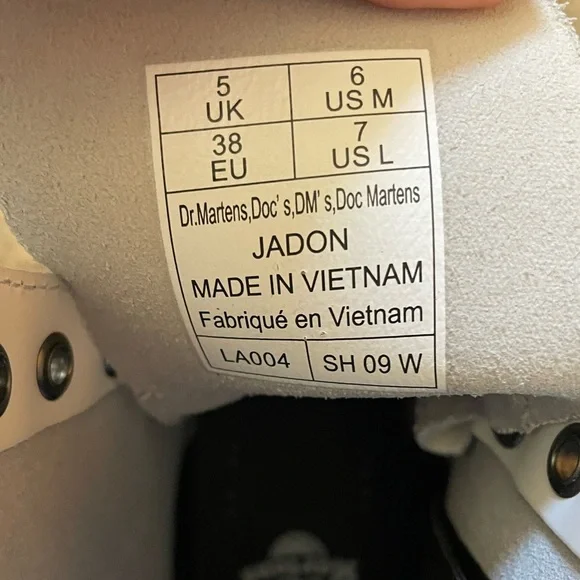 5 UK
6 US M
38 EU
7 US L
Dr.Martens,Doc' s,DM' s,Doc Martens
JADON
MADE IN VIETNAM
Fabriqué en Vietnam
LA004
SH 09 W